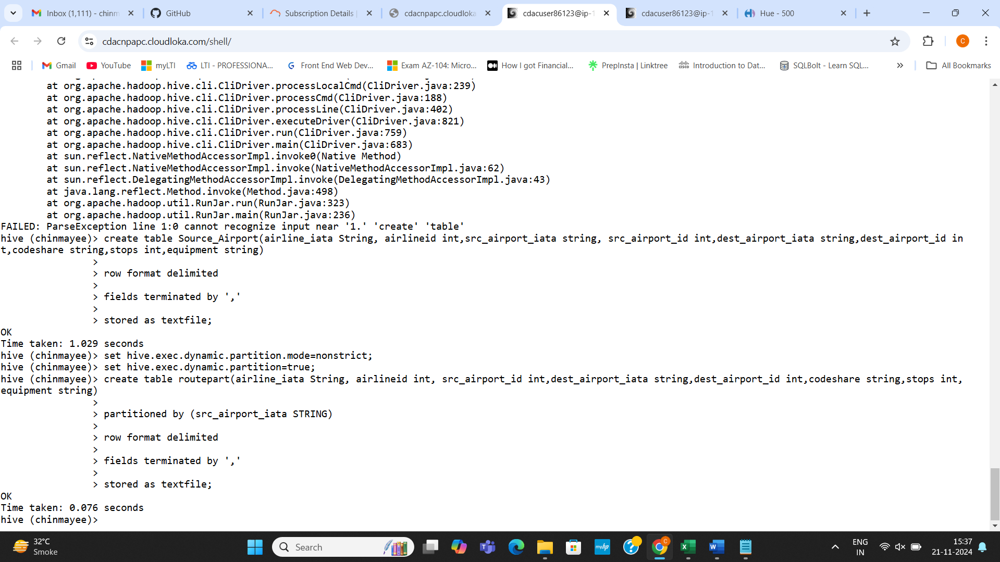 Inbox (1,111) - chinm
GitHub
Subscription Details
cdacnpapc.cloudloka
cdacuser86123@ip-1
cdacuser86123@ip-1
Hue - 500
cdacnpapc.cloudloka.com/shell/
C
Gmail
YouTube
myLTI
LTI - PROFESSIONA...
Front End Web Dev...
Exam AZ-104: Micro...
How I got Financial...
PrepInsta | Linktree
Introduction to Dat...
SQLBolt - Learn SQL...
All Bookmarks
at org.apache.hadoop.hive.cli.CliDriver.processLocalCmd(CliDriver.java:239)
at org.apache.hadoop.hive.cli.CliDriver.processCmd(CliDriver.java:188)
at org.apache.hadoop.hive.cli.CliDriver.processLine(CliDriver.java:402)
at org.apache.hadoop.hive.cli.CliDriver.executeDriver(CliDriver.java:821)
at org.apache.hadoop.hive.cli.CliDriver.run(CliDriver.java:759)
at org.apache.hadoop.hive.cli.CliDriver.main(CliDriver.java:683)
at sun.reflect.NativeMethodAccessorImpl.invoke0(Native Method)
at sun.reflect.NativeMethodAccessorImpl.invoke(NativeMethodAccessorImpl.java:62)
at sun.reflect.DelegatingMethodAccessorImpl.invoke(DelegatingMethodAccessorImpl.java:43)
at java.lang.reflect.Method.invoke(Method.java:498)
at org.apache.hadoop.util.RunJar.run(RunJar.java:323)
at org.apache.hadoop.util.RunJar.main(RunJar.java:236)
FAILED: ParseException line 1:0 cannot recognize input near '1.' 'create' 'table'
hive (chinmayee)> create table Source_Airport(airline_iata String, airlineid int,src_airport_iata string, src_airport_id int,dest_airport_iata string,dest_airport_id in
t,codeshare string,stops int,equipment string)
>
> row format delimited
>
> fields terminated by ','
>
> stored as textfile;
OK
Time taken: 1.029 seconds
hive (chinmayee)> set hive.exec.dynamic.partition.mode=nonstrict;
hive (chinmayee)> set hive.exec.dynamic.partition=true;
hive (chinmayee)> create table routepart(airline_iata String, airlineid int, src_airport_id int,dest_airport_iata string,dest_airport_id int,codeshare string,stops int,
equipment string)
>
> partitioned by (src_airport_iata STRING)
>
> row format delimited
>
> fields terminated by ','
>
> stored as textfile;
OK
Time taken: 0.076 seconds
hive (chinmayee)>
32°C
Smoke
Search
myhp
ENG
IN
15:37
21-11-2024